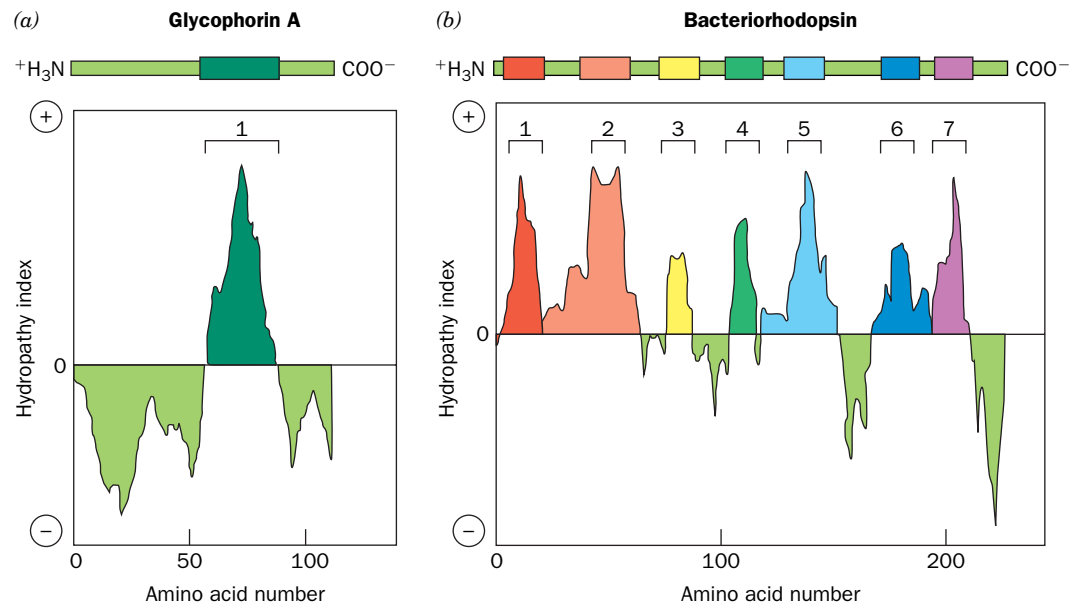 (a) Glycophorin A
⁺H₃N COO⁻
+
1
Hydropathy index
0
−
0 50 100
Amino acid number
(b) Bacteriorhodopsin
⁺H₃N COO⁻
+
1 2 3 4 5 6 7
Hydropathy index
0
−
0 100 200
Amino acid number